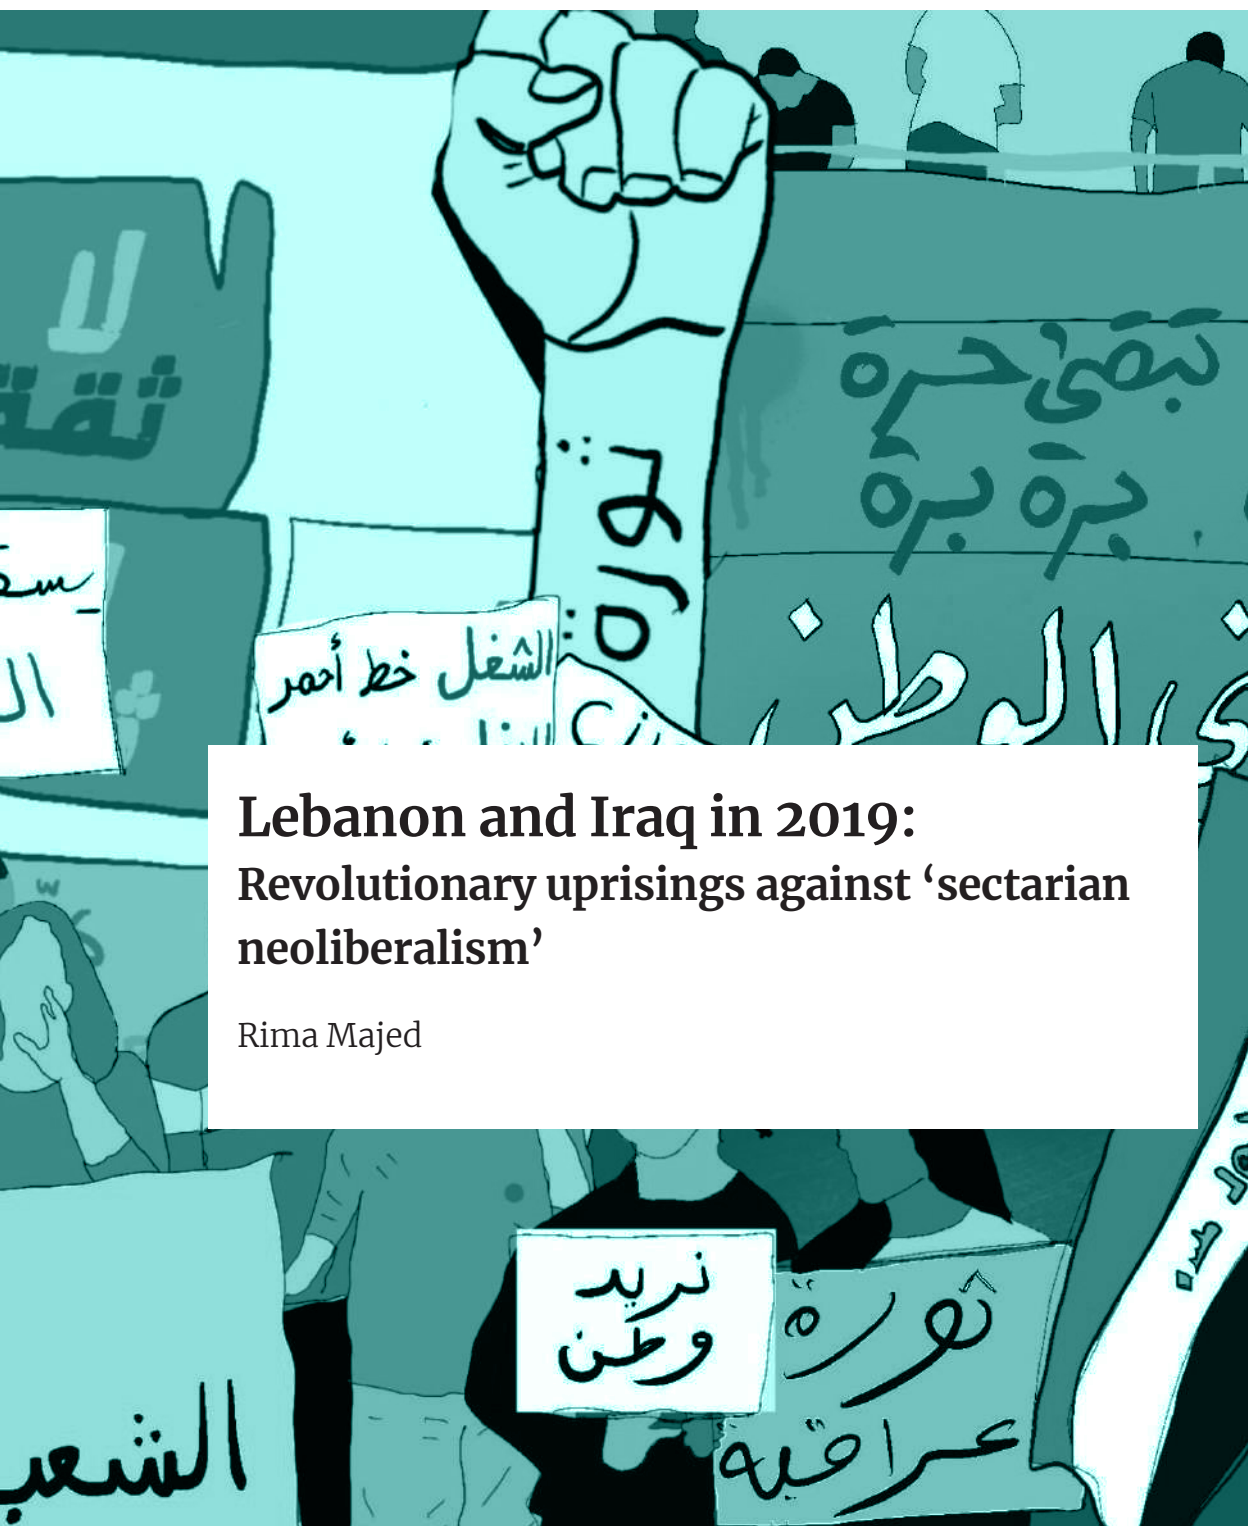 لا
ثقة
تبقى حرة
برة برة
ثورة
الشغل خط أحمر
الوطن
Lebanon and Iraq in 2019:
Revolutionary uprisings against ‘sectarian
neoliberalism’
Rima Majed
نريد
وطن
ثورة
عراقية
الشعب